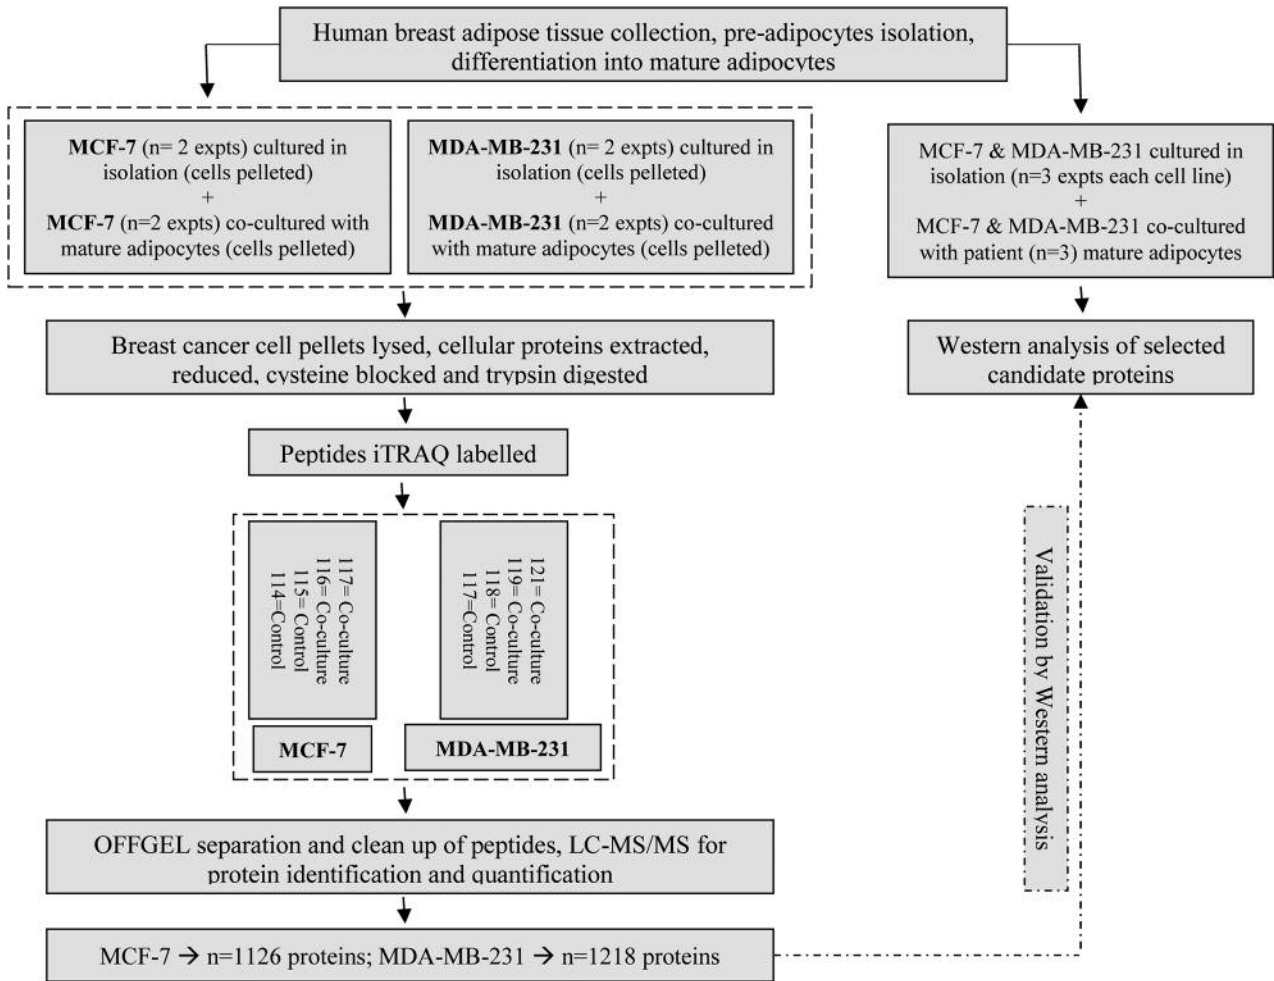 Human breast adipose tissue collection, pre-adipocytes isolation,
differentiation into mature adipocytes
MCF-7 (n= 2 expts) cultured in
isolation (cells pelleted)
+
MCF-7 (n=2 expts) co-cultured with
mature adipocytes (cells pelleted)
MDA-MB-231 (n= 2 expts) cultured in
isolation (cells pelleted)
+
MDA-MB-231 (n=2 expts) co-cultured
with mature adipocytes (cells pelleted)
MCF-7 & MDA-MB-231 cultured in
isolation (n=3 expts each cell line)
+
MCF-7 & MDA-MB-231 co-cultured
with patient (n=3) mature adipocytes
Breast cancer cell pellets lysed, cellular proteins extracted,
reduced, cysteine blocked and trypsin digested
Western analysis of selected
candidate proteins
Peptides iTRAQ labelled
117= Co-culture
116= Co-culture
115= Control
114=Control
MCF-7
121= Co-culture
119= Co-culture
118= Control
117=Control
MDA-MB-231
Validation by Western analysis
OFFGEL separation and clean up of peptides, LC-MS/MS for
protein identification and quantification
MCF-7 → n=1126 proteins; MDA-MB-231 → n=1218 proteins